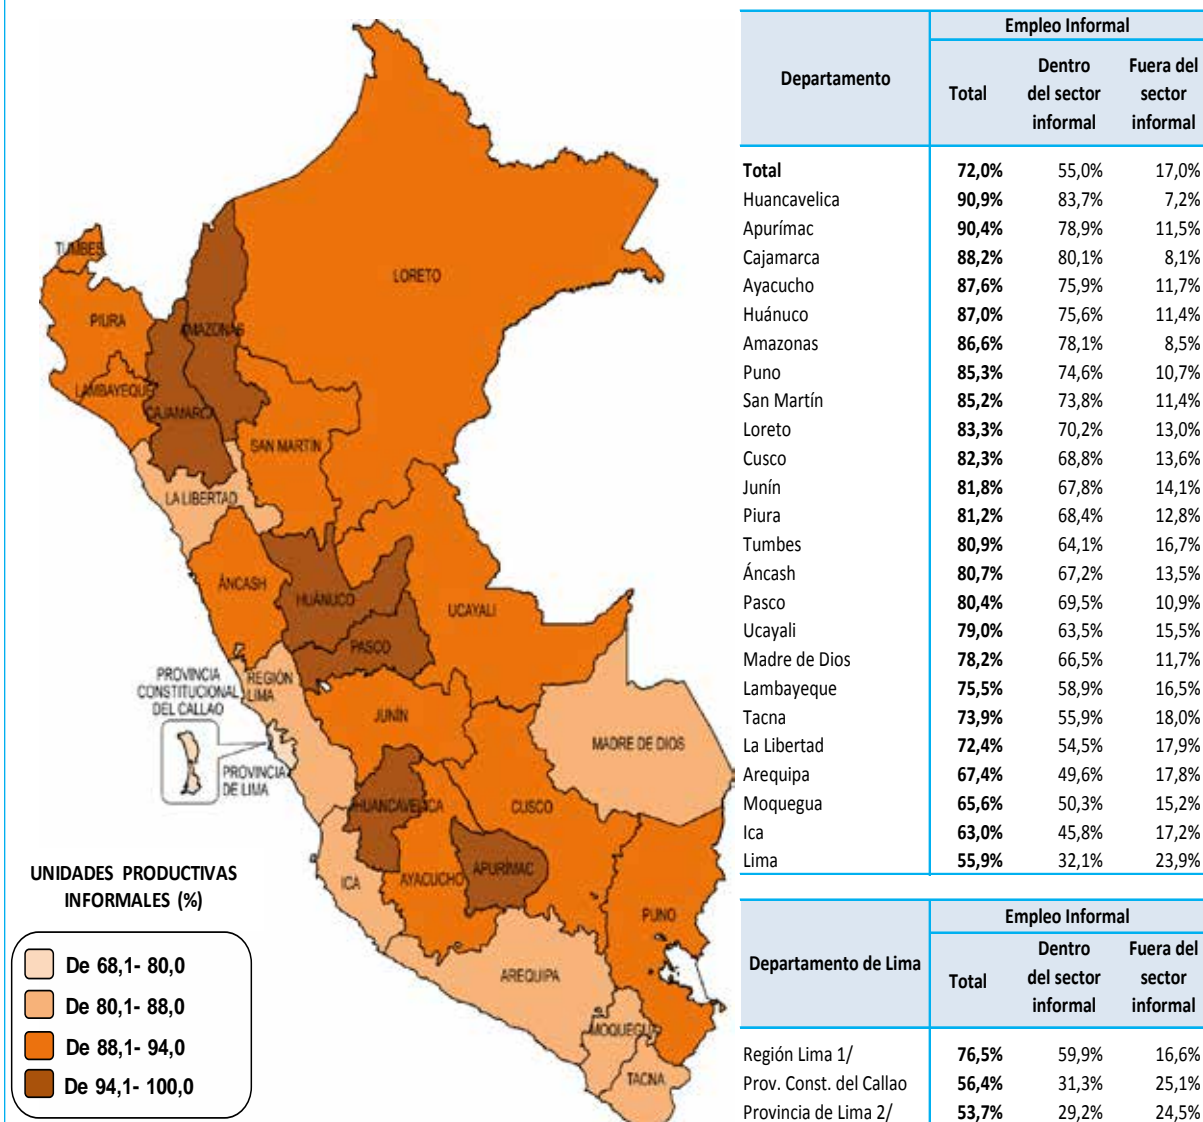 TUMBES
PIURA
LAMBAYEQUE
CAJAMARCA
AMAZONAS
LORETO
SAN MARTIN
LA LIBERTAD
ÁNCASH
HUÁNUCO
UCAYALI
PASCO
PROVINCIA
CONSTITUCIONAL
DEL CALLAO
REGIÓN
LIMA
PROVINCIA
DE LIMA
JUNÍN
MADRE DE DIOS
HUANCAVELICA
CUSCO
ICA
AYACUCHO
APURÍMAC
PUNO
AREQUIPA
MOQUEGUA
TACNA
UNIDADES PRODUCTIVAS
INFORMALES (%)
De 68,1- 80,0
De 80,1- 88,0
De 88,1- 94,0
De 94,1- 100,0
Departamento
Empleo Informal
Total
Dentro
del sector
informal
Fuera del
sector
informal
Total 72,0% 55,0% 17,0%
Huancavelica 90,9% 83,7% 7,2%
Apurímac 90,4% 78,9% 11,5%
Cajamarca 88,2% 80,1% 8,1%
Ayacucho 87,6% 75,9% 11,7%
Huánuco 87,0% 75,6% 11,4%
Amazonas 86,6% 78,1% 8,5%
Puno 85,3% 74,6% 10,7%
San Martín 85,2% 73,8% 11,4%
Loreto 83,3% 70,2% 13,0%
Cusco 82,3% 68,8% 13,6%
Junín 81,8% 67,8% 14,1%
Piura 81,2% 68,4% 12,8%
Tumbes 80,9% 64,1% 16,7%
Áncash 80,7% 67,2% 13,5%
Pasco 80,4% 69,5% 10,9%
Ucayali 79,0% 63,5% 15,5%
Madre de Dios 78,2% 66,5% 11,7%
Lambayeque 75,5% 58,9% 16,5%
Tacna 73,9% 55,9% 18,0%
La Libertad 72,4% 54,5% 17,9%
Arequipa 67,4% 49,6% 17,8%
Moquegua 65,6% 50,3% 15,2%
Ica 63,0% 45,8% 17,2%
Lima 55,9% 32,1% 23,9%
Departamento de Lima
Empleo Informal
Total
Dentro
del sector
informal
Fuera del
sector
informal
Región Lima 1/ 76,5% 59,9% 16,6%
Prov. Const. del Callao 56,4% 31,3% 25,1%
Provincia de Lima 2/ 53,7% 29,2% 24,5%